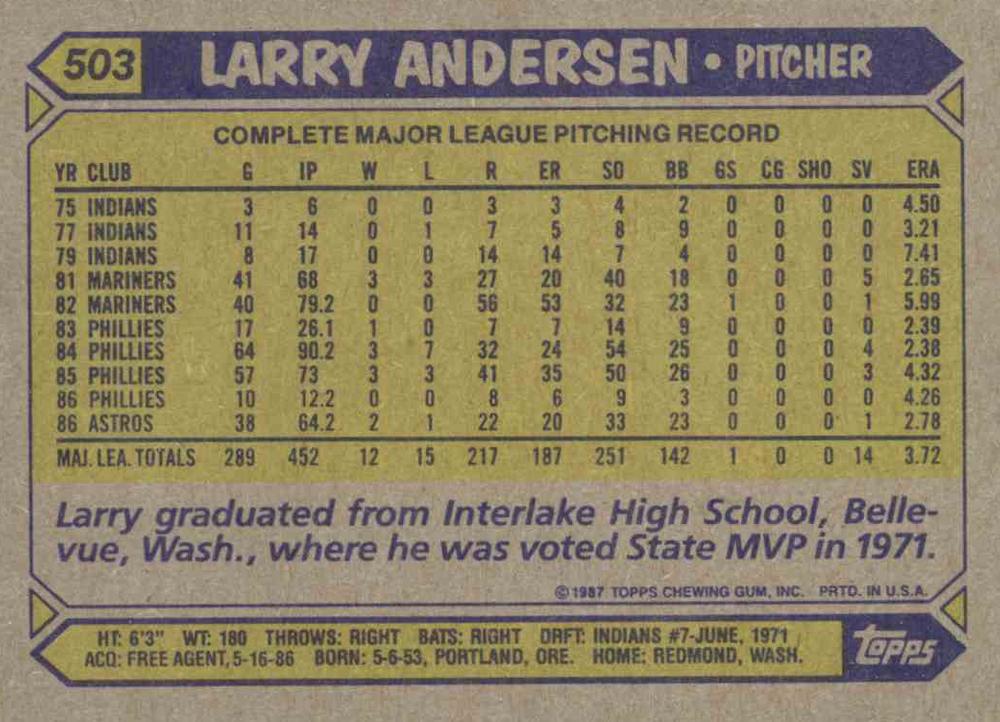 503 LARRY ANDERSEN • PITCHER
COMPLETE MAJOR LEAGUE PITCHING RECORD
YR CLUB G IP W L R ER SO BB GS CG SHO SV ERA
75 INDIANS 3 6 0 0 3 3 4 2 0 0 0 0 4.50
77 INDIANS 11 14 0 1 7 5 8 9 0 0 0 0 3.21
79 INDIANS 8 17 0 0 14 14 7 4 0 0 0 0 7.41
81 MARINERS 41 68 3 3 27 20 40 18 0 0 0 5 2.65
82 MARINERS 40 79.2 0 0 56 53 32 23 1 0 0 1 5.99
83 PHILLIES 17 26.1 1 0 7 7 14 9 0 0 0 0 2.39
84 PHILLIES 64 90.2 3 7 32 24 54 25 0 0 0 4 2.38
85 PHILLIES 57 73 3 3 41 35 50 26 0 0 0 3 4.32
86 PHILLIES 10 12.2 0 0 8 6 9 3 0 0 0 0 4.26
86 ASTROS 38 64.2 2 1 22 20 33 23 0 0 0 1 2.78
MAJ. LEA. TOTALS 289 452 12 15 217 187 251 142 1 0 0 14 3.72
Larry graduated from Interlake High School, Belle-
vue, Wash., where he was voted State MVP in 1971.
©1987 TOPPS CHEWING GUM, INC. PRTD. IN U.S.A.
HT: 6'3" WT: 180 THROWS: RIGHT BATS: RIGHT DRFT: INDIANS #7-JUNE, 1971
ACQ: FREE AGENT, 5-16-86 BORN: 5-6-53, PORTLAND, ORE. HOME: REDMOND, WASH.
topps